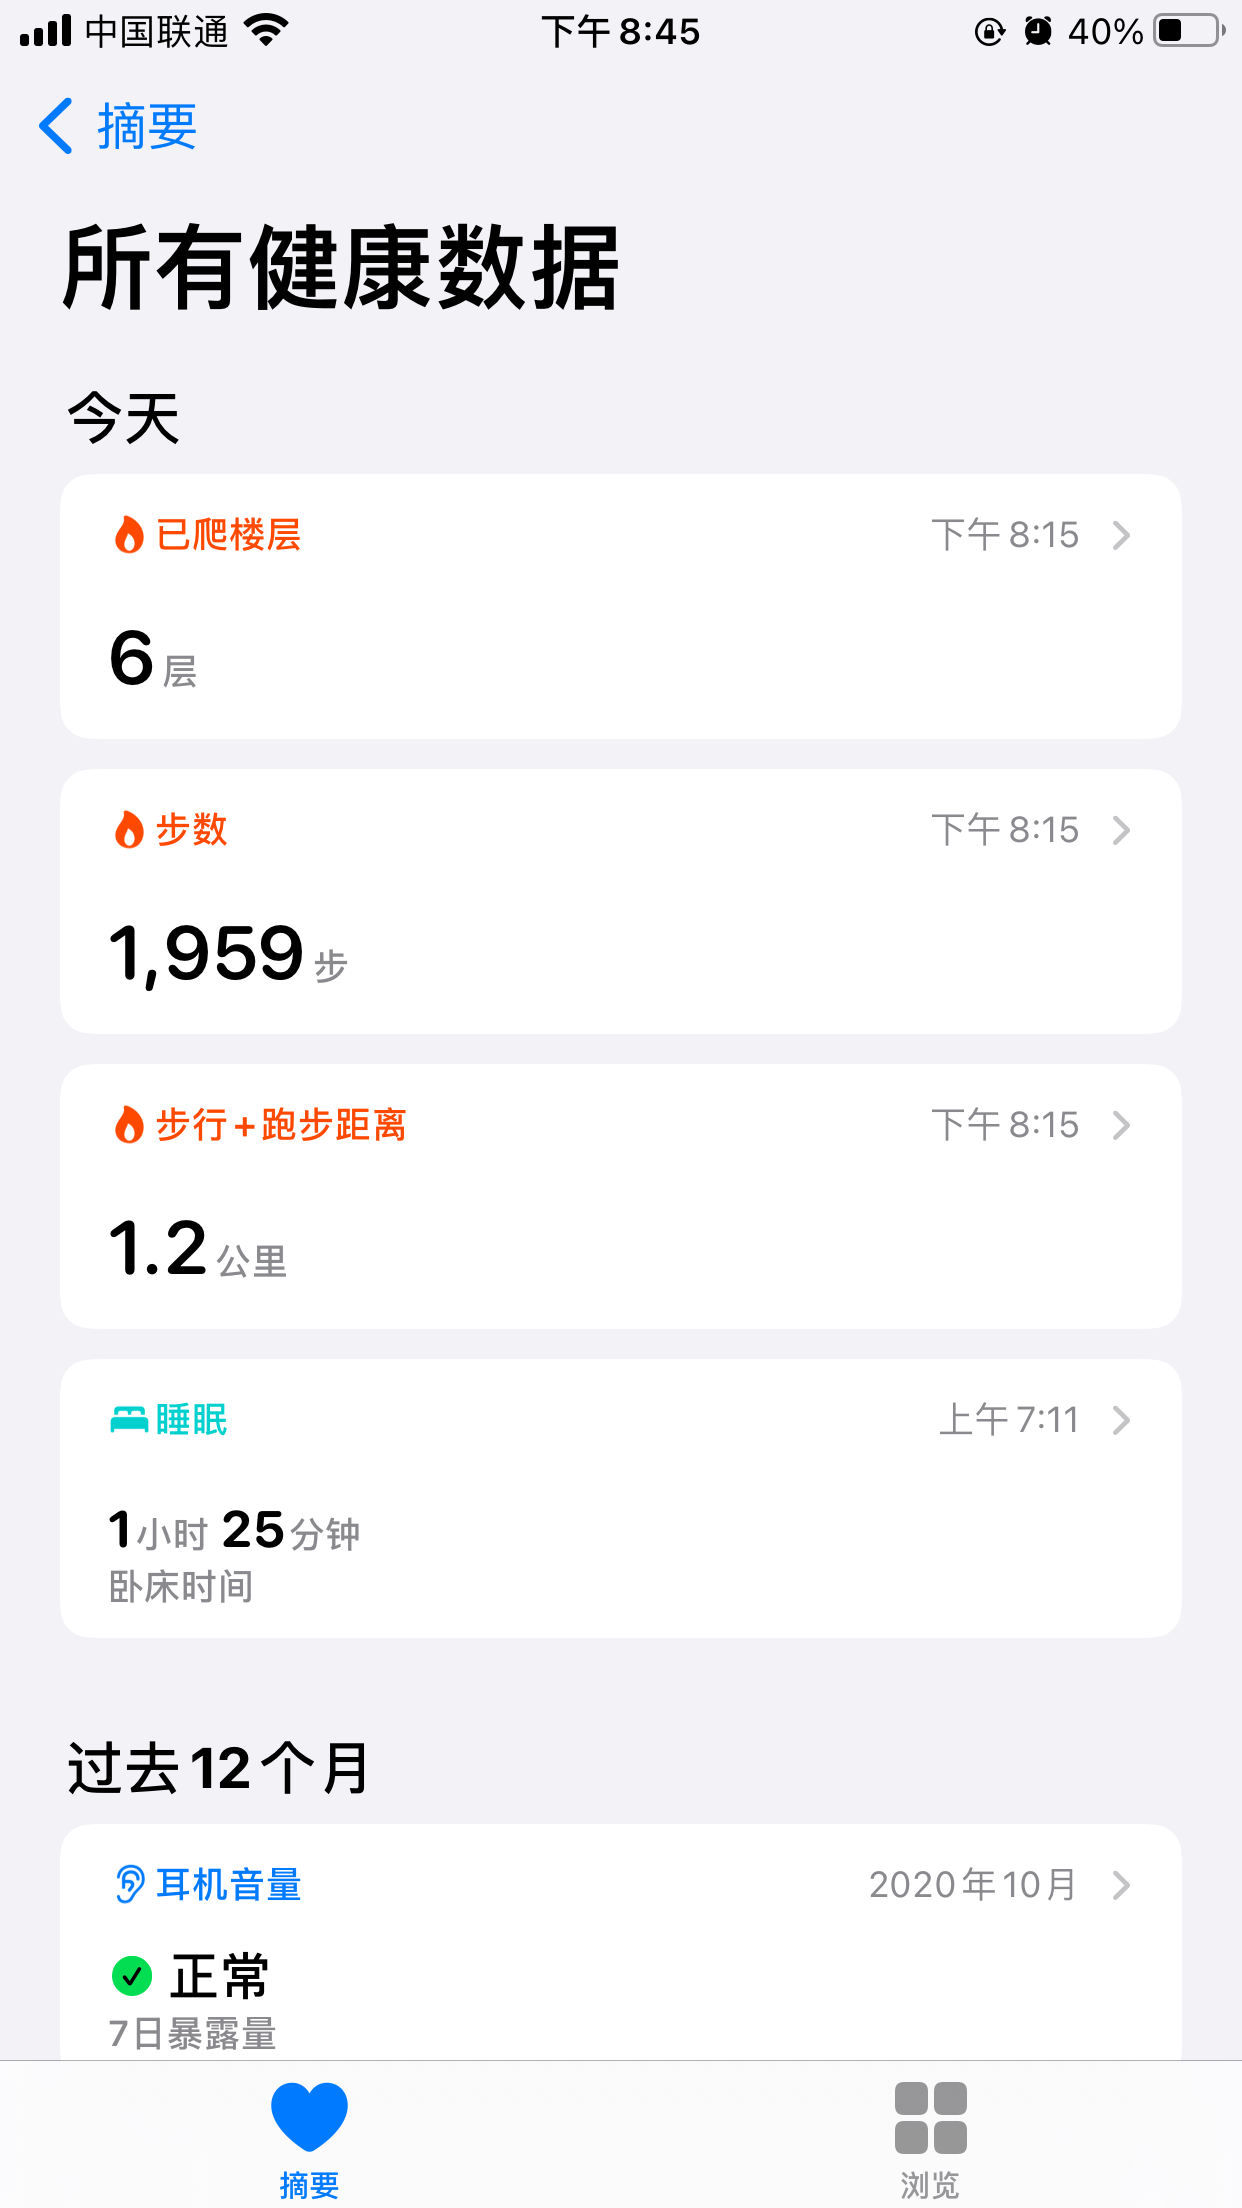 中国联通 下午 8:45 40%
摘要
所有健康数据
今天
已爬楼层 下午 8:15
6 层
步数 下午 8:15
1,959 步
步行+跑步距离 下午 8:15
1.2 公里
睡眠 上午 7:11
1小时 25分钟
卧床时间
过去12个月
耳机音量 2020年10月
正常
7日暴露量
摘要 浏览